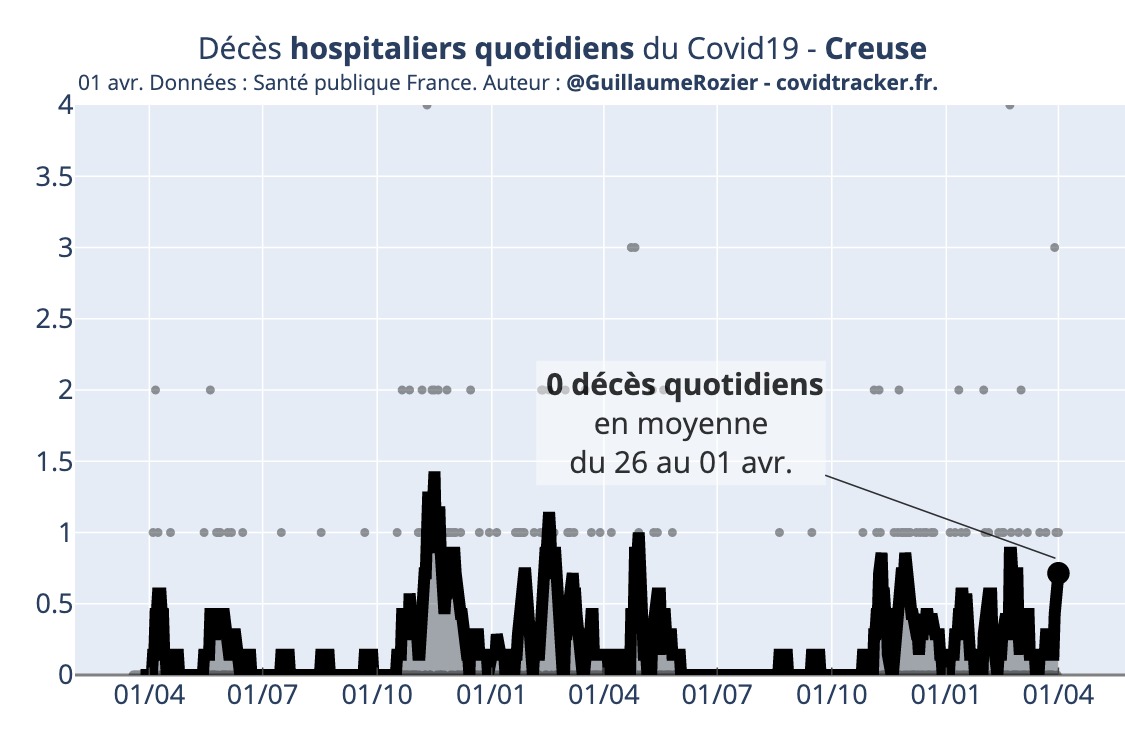 Décès hospitaliers quotidiens du Covid19 - Creuse
01 avr. Données : Santé publique France. Auteur : @GuillaumeRozier - covidtracker.fr.
4
3.5
3
2.5
2
1.5
1
0.5
0
0 décès quotidiens
en moyenne
du 26 au 01 avr.
01/04 01/07 01/10 01/01 01/04 01/07 01/10 01/01 01/04